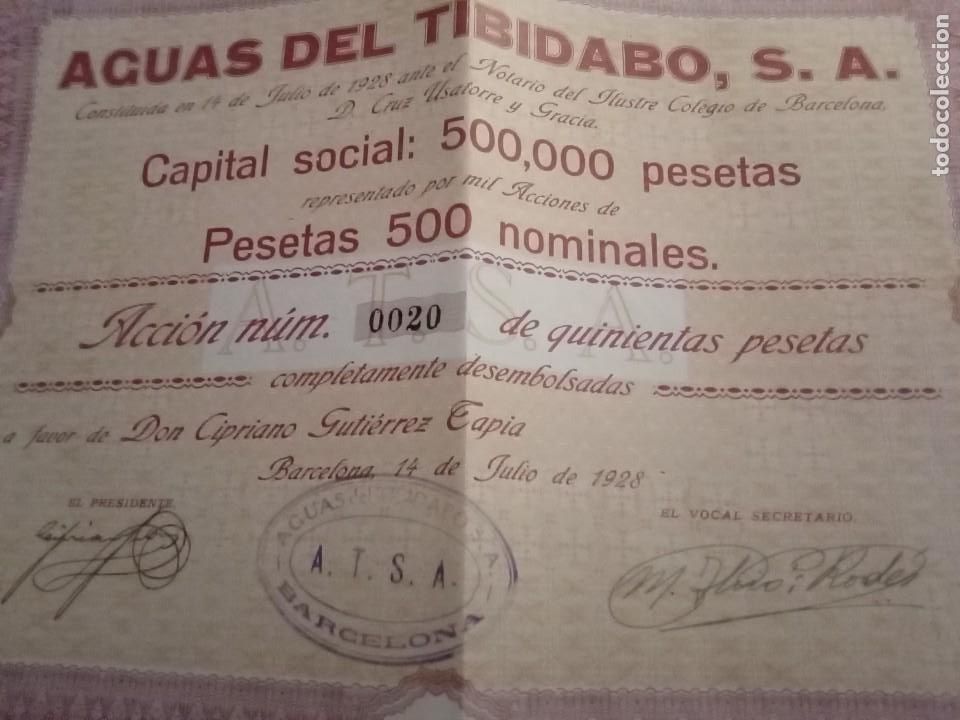 AGUAS DEL TIBIDABO, S. A.
Constituida en 14 de Julio de 1928 ante el Notario del Ilustre Colegio de Barcelona,
D. Cruz Usatorre y Gracia.
Capital social: 500,000 pesetas
representado por mil Acciones de
Pesetas 500 nominales.
A. T. S. A.
Acción núm. 0020 de quinientas pesetas
completamente desembolsadas
a favor de Don Cipriano Gutiérrez Tapia
Barcelona, 14 de Julio de 1928
EL PRESIDENTE,
EL VOCAL SECRETARIO,
AGUAS del TIBIDABO, S. A.
A. T. S. A.
BARCELONA
todocoleccion